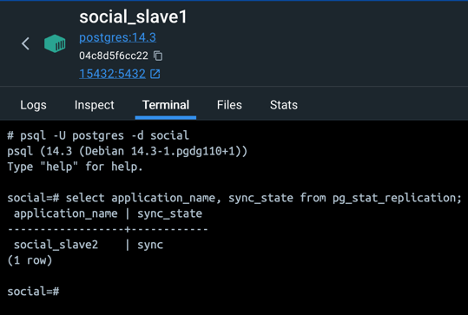 social_slave1
postgres:14.3
04c8d5f6cc22
15432:5432
Logs Inspect Terminal Files Stats
# psql -U postgres -d social
psql (14.3 (Debian 14.3-1.pgdg110+1))
Type "help" for help.
social=# select application_name, sync_state from pg_stat_replication;
 application_name | sync_state
------------------+------------
 social_slave2    | sync
(1 row)
social=#